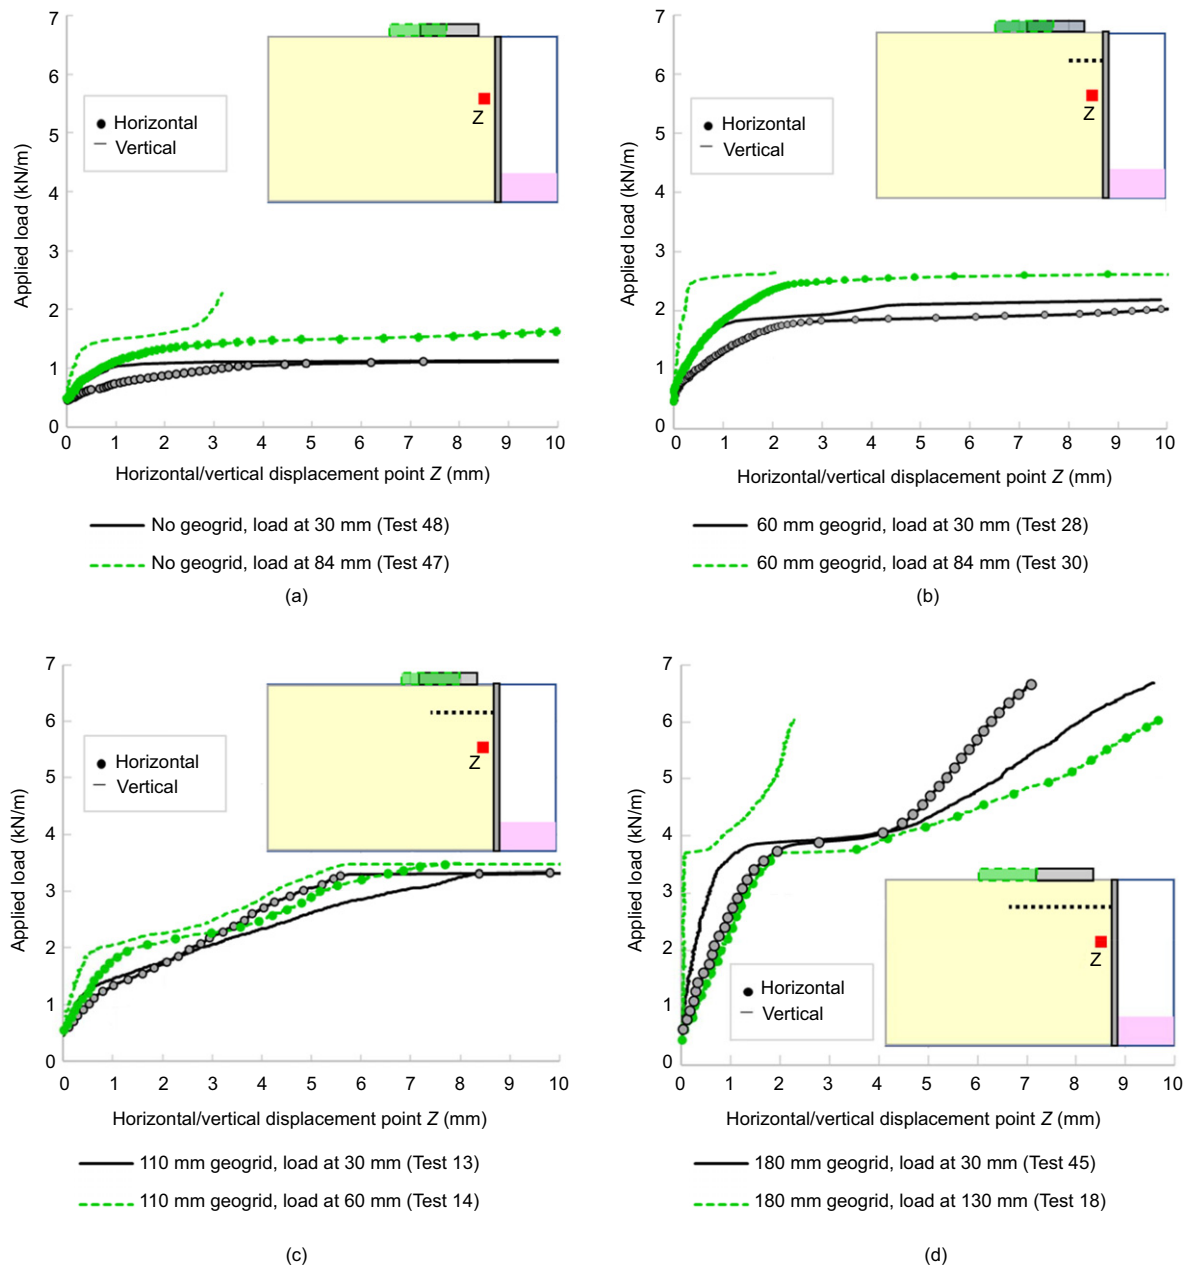 7
6
5
4
3
2
1
0
Applied load (kN/m)
Horizontal
Vertical
Z
0 1 2 3 4 5 6 7 8 9 10
Horizontal/vertical displacement point Z (mm)
No geogrid, load at 30 mm (Test 48)
No geogrid, load at 84 mm (Test 47)
(a)
7
6
5
4
3
2
1
0
Applied load (kN/m)
Horizontal
Vertical
Z
0 1 2 3 4 5 6 7 8 9 10
Horizontal/vertical displacement point Z (mm)
60 mm geogrid, load at 30 mm (Test 28)
60 mm geogrid, load at 84 mm (Test 30)
(b)
7
6
5
4
3
2
1
0
Applied load (kN/m)
Horizontal
Vertical
Z
0 1 2 3 4 5 6 7 8 9 10
Horizontal/vertical displacement point Z (mm)
110 mm geogrid, load at 30 mm (Test 13)
110 mm geogrid, load at 60 mm (Test 14)
(c)
7
6
5
4
3
2
1
0
Applied load (kN/m)
Z
Horizontal
Vertical
0 1 2 3 4 5 6 7 8 9 10
Horizontal/vertical displacement point Z (mm)
180 mm geogrid, load at 30 mm (Test 45)
180 mm geogrid, load at 130 mm (Test 18)
(d)